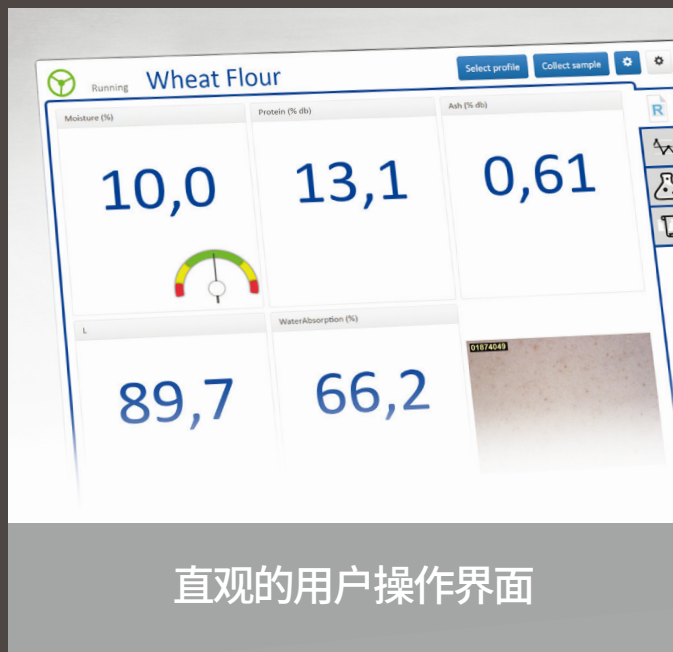 Running Wheat Flour Select profile Collect sample
Moisture (%) Protein (% db) Ash (% db)
R
10,0 13,1 0,61
L WaterAbsorption (%)
01874049
89,7 66,2
直观的用户操作界面